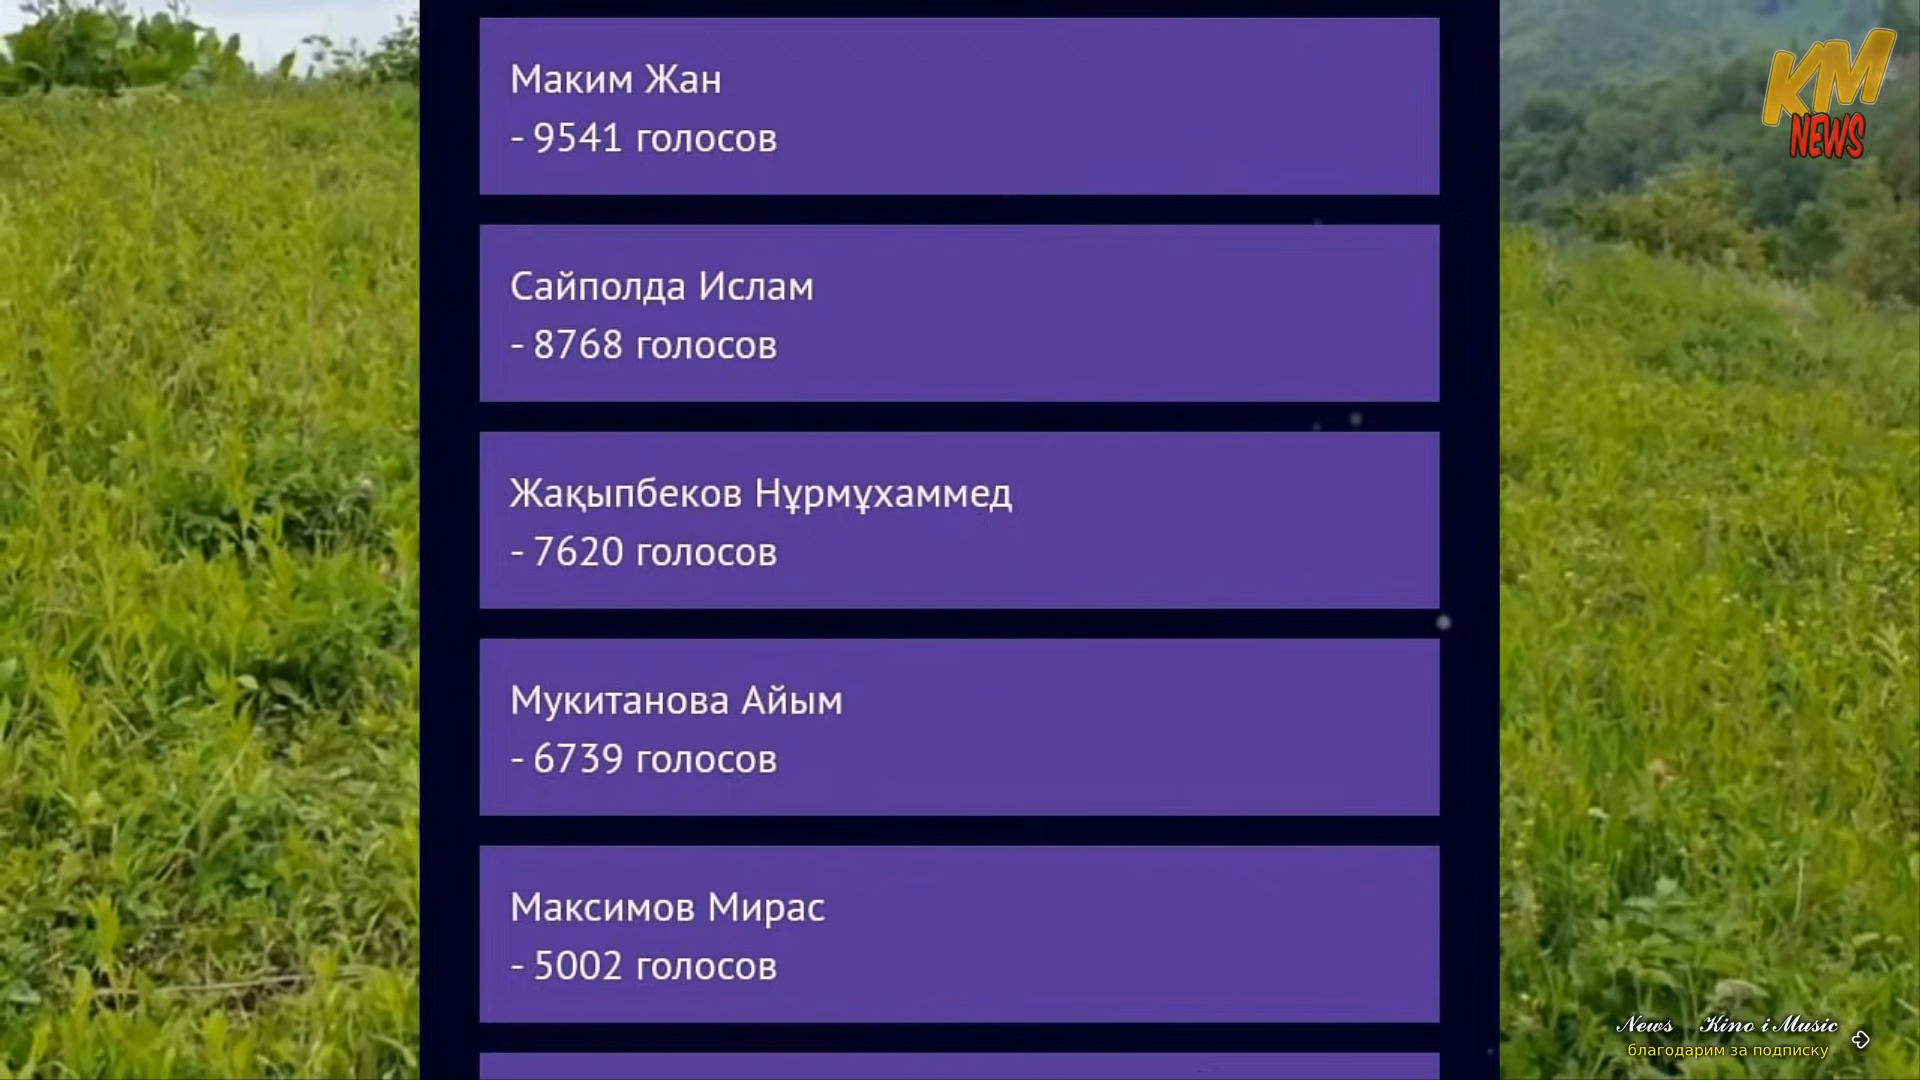 Маким Жан
- 9541 голосов
Сайполда Ислам
- 8768 голосов
Жақыпбеков Нұрмұхаммед
- 7620 голосов
Мукитанова Айым
- 6739 голосов
Максимов Мирас
- 5002 голосов
KM
NEWS
News Kino i Music
благодарим за подписку